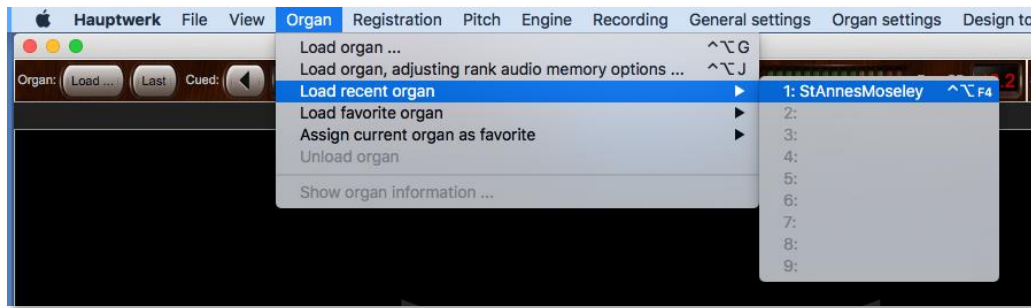 Hauptwerk File View Organ Registration Pitch Engine Recording General settings Organ settings Design to
Organ: Load ... Last Cued:
Load organ ... ^⌥G
Load organ, adjusting rank audio memory options ... ^⌥J
Load recent organ ▶
Load favorite organ ▶
Assign current organ as favorite ▶
Unload organ
Show organ information ...
1: StAnnesMoseley ^⌥F4
2:
3:
4:
5:
6:
7:
8:
9: